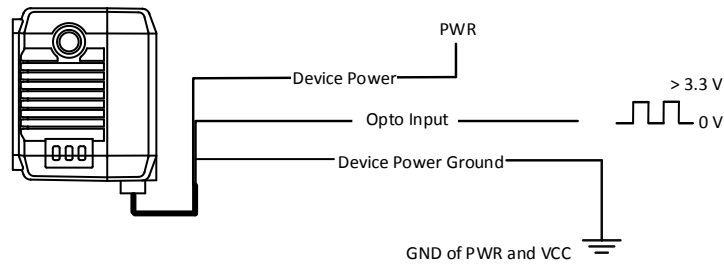 PWR
Device Power
> 3.3 V
Opto Input
0 V
Device Power Ground
GND of PWR and VCC